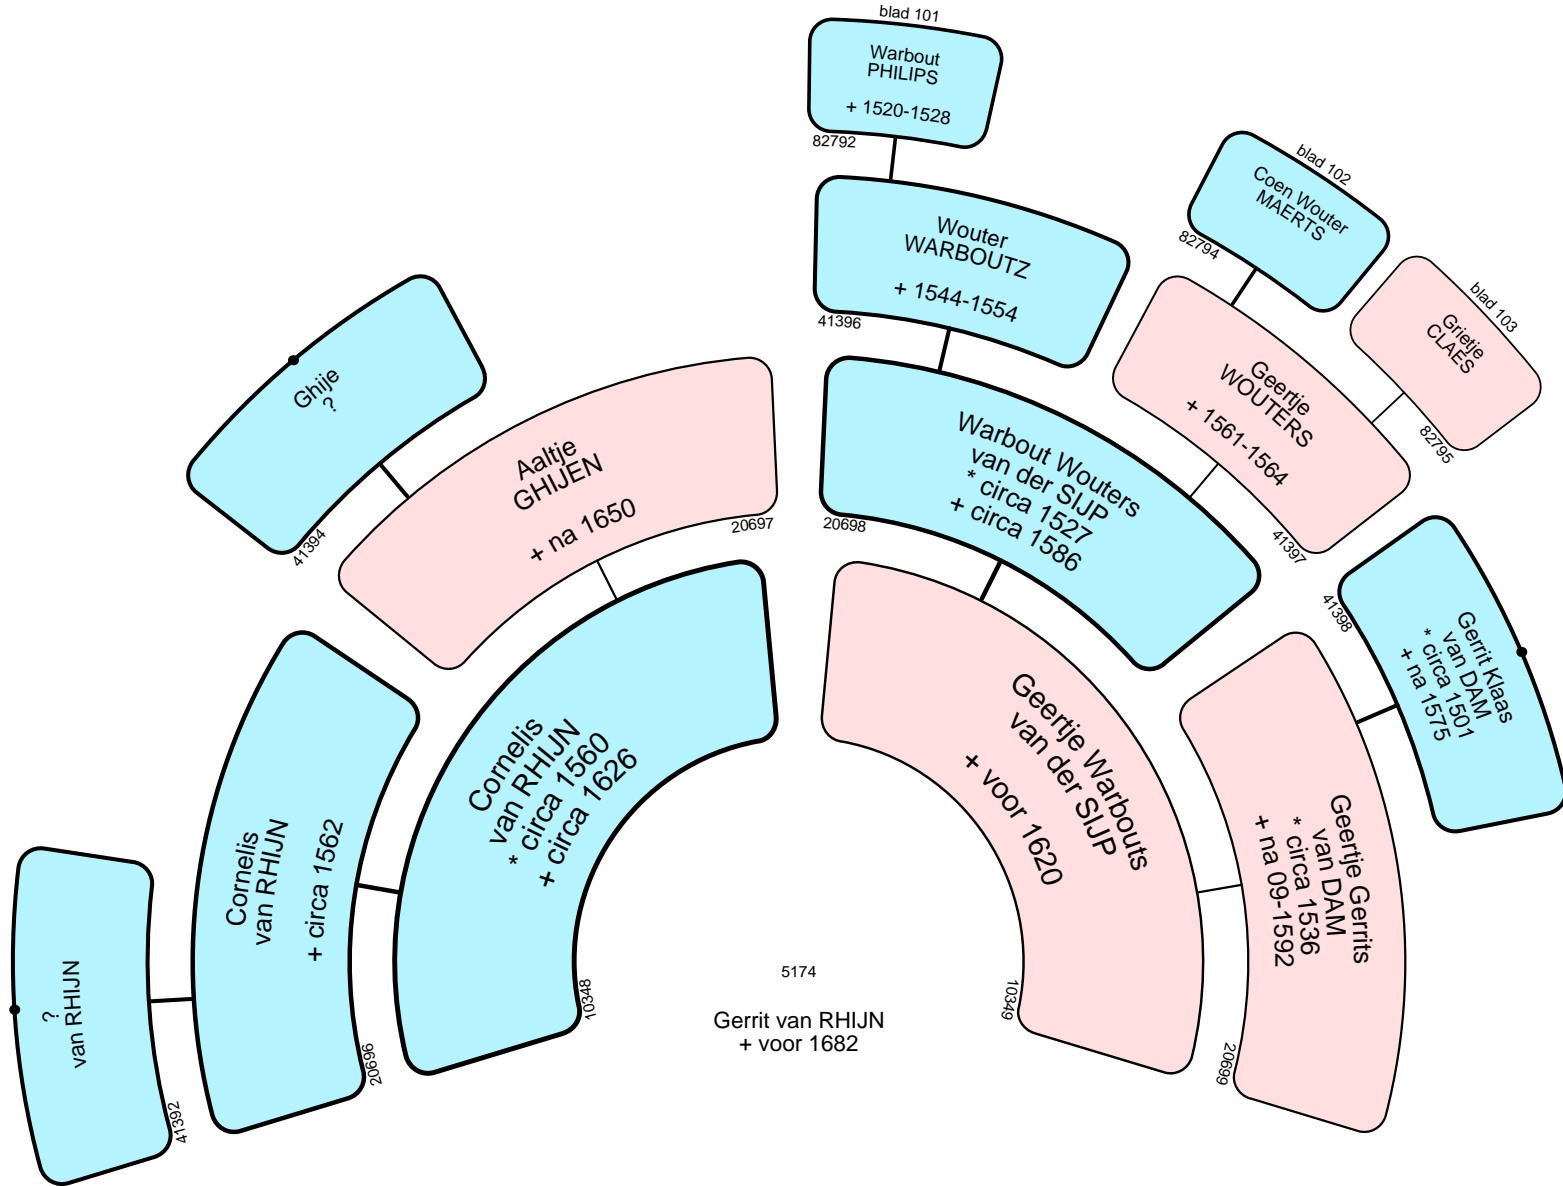 blad 101
Warbout
PHILIPS
+ 1520-1528
82792
blad 102
Coen Wouter
MAERTS
82794
blad 103
Grietje
CLAES
82795
Wouter
WARBOUTZ
+ 1544-1554
41396
Geertje
WOUTERS
+ 1561-1564
41397
Ghije
?
41394
Aaltje
GHIJEN
+ na 1650
20697
Warbout Wouters
van der SIJP
* circa 1527
+ circa 1586
20698
Gerrit Klaas
van DAM
* circa 1501
+ na 1575
41398
?
van RHIJN
41392
Cornelis
van RHIJN
+ circa 1562
20696
Cornelis
van RHIJN
* circa 1560
+ circa 1626
10348
Geertje Warbouts
van der SIJP
+ voor 1620
10349
Geertje Gerrits
van DAM
* circa 1536
+ na 09-1592
20699
5174
Gerrit van RHIJN
+ voor 1682